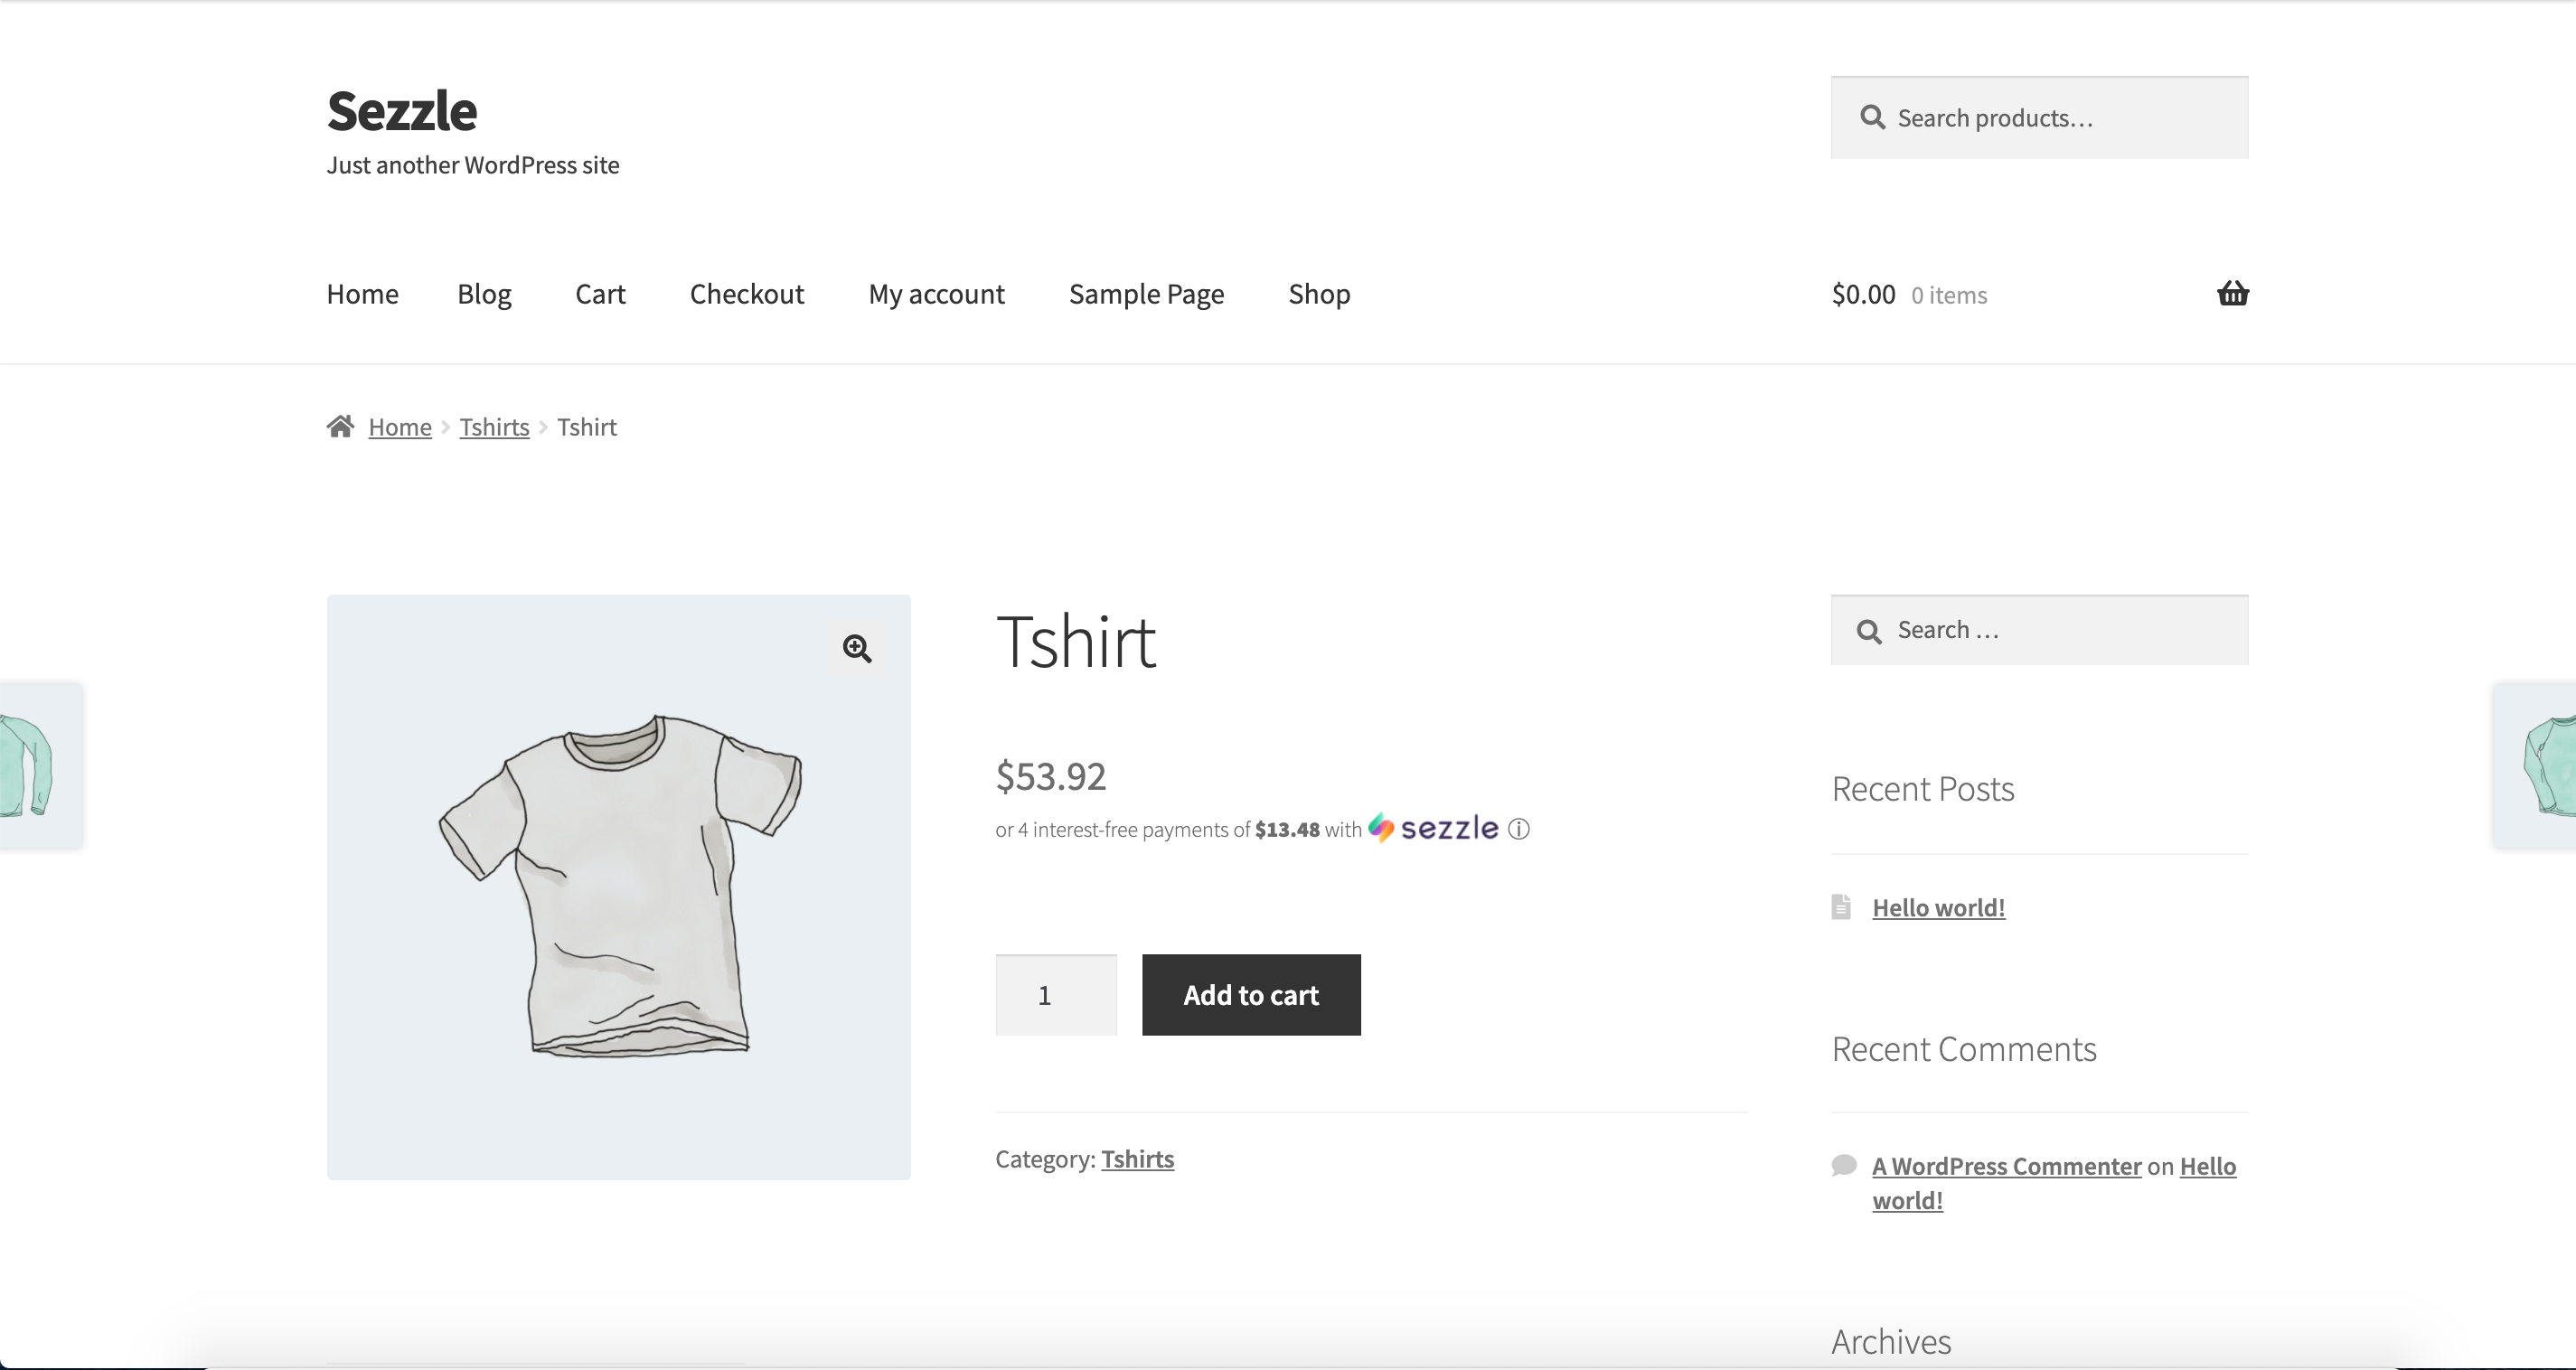 Sezzle
Just another WordPress site
Search products…
Home Blog Cart Checkout My account Sample Page Shop
$0.00 0 items
Home Tshirts Tshirt
Tshirt
$53.92
or 4 interest-free payments of $13.48 with sezzle ⓘ
1 Add to cart
Category: Tshirts
Search …
Recent Posts
Hello world!
Recent Comments
A WordPress Commenter on Hello
world!
Archives